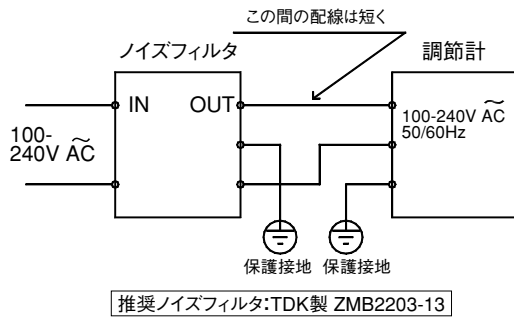 この間の配線は短く
ノイズフィルタ
調節計
IN
OUT
100-
240V AC
100-240V AC
50/60Hz
保護接地
保護接地
推奨ノイズフィルタ:TDK製 ZMB2203-13